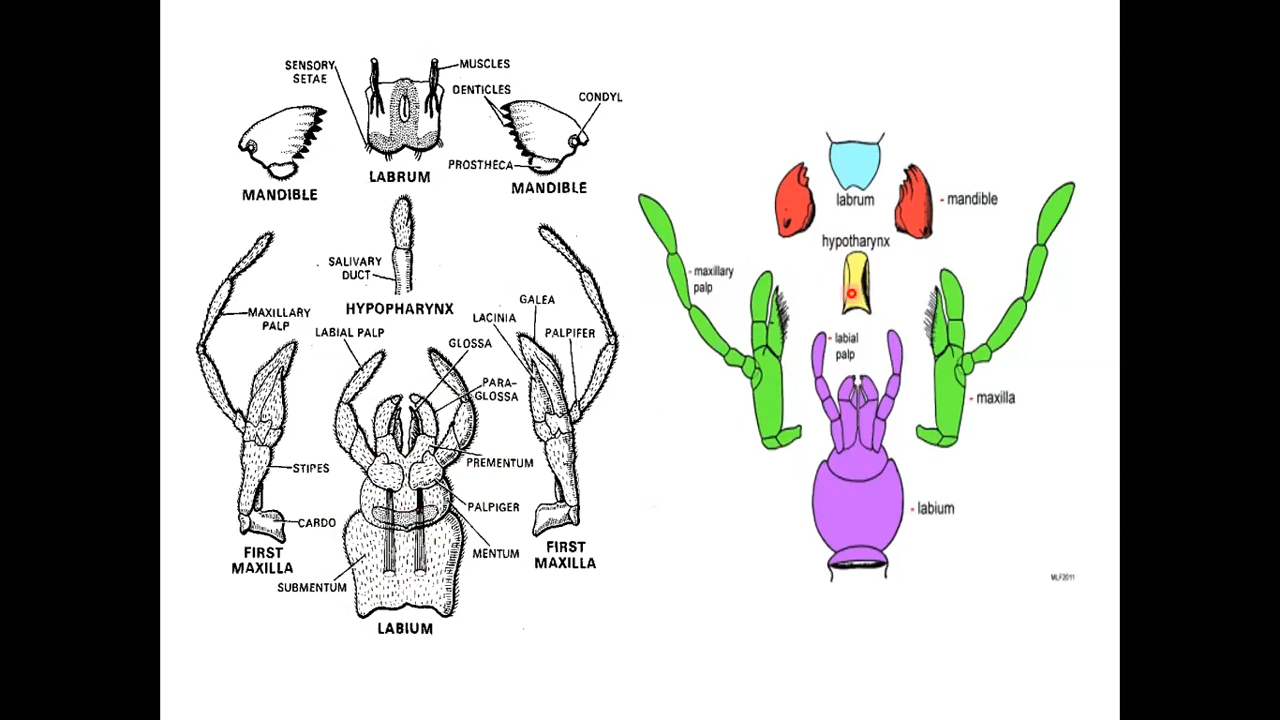 SENSORY
SETAE
MUSCLES
DENTICLES
CONDYL
PROSTHECA
MANDIBLE
LABRUM
MANDIBLE
SALIVARY
DUCT
HYPOPHARYNX
MAXILLARY
PALP
LABIAL PALP
GALEA
LACINIA
PALPIFER
GLOSSA
PARA-
GLOSSA
PREMENTUM
STIPES
PALPIGER
CARDO
MENTUM
FIRST
MAXILLA
FIRST
MAXILLA
SUBMENTUM
LABIUM
labrum
mandible
hypotharynx
maxillary
palp
labial
palp
maxilla
labium
MLF2011